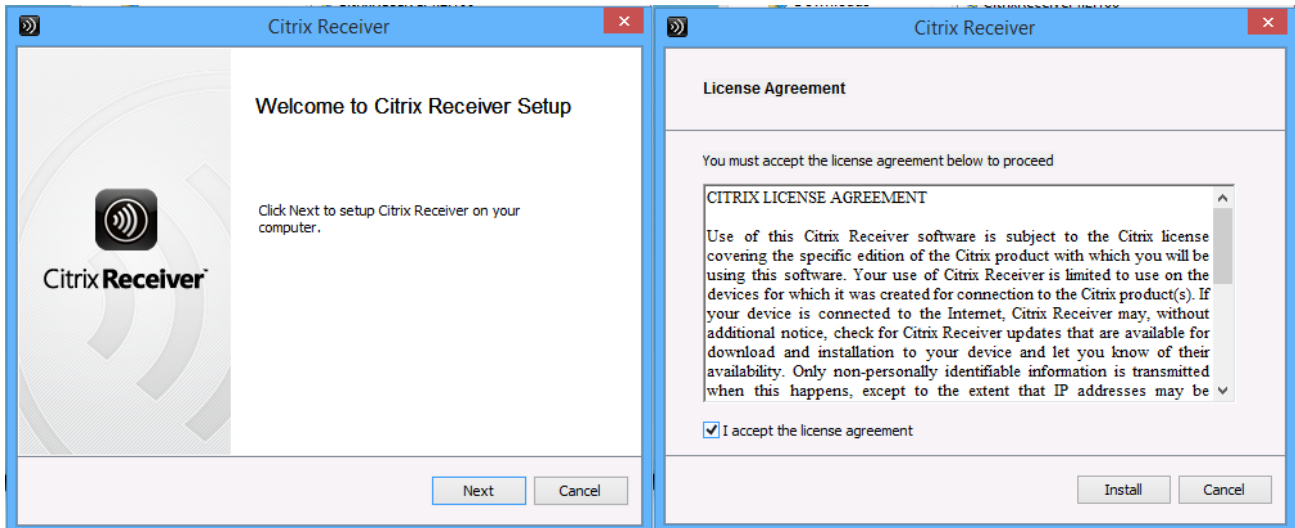 Citrix Receiver
Welcome to Citrix Receiver Setup
Click Next to setup Citrix Receiver on your
computer.
Citrix Receiver
Next
Cancel
Citrix Receiver
License Agreement
You must accept the license agreement below to proceed
CITRIX LICENSE AGREEMENT
Use of this Citrix Receiver software is subject to the Citrix license
covering the specific edition of the Citrix product with which you will be
using this software. Your use of Citrix Receiver is limited to use on the
devices for which it was created for connection to the Citrix product(s). If
your device is connected to the Internet, Citrix Receiver may, without
additional notice, check for Citrix Receiver updates that are available for
download and installation to your device and let you know of their
availability. Only non-personally identifiable information is transmitted
when this happens, except to the extent that IP addresses may be
I accept the license agreement
Install
Cancel